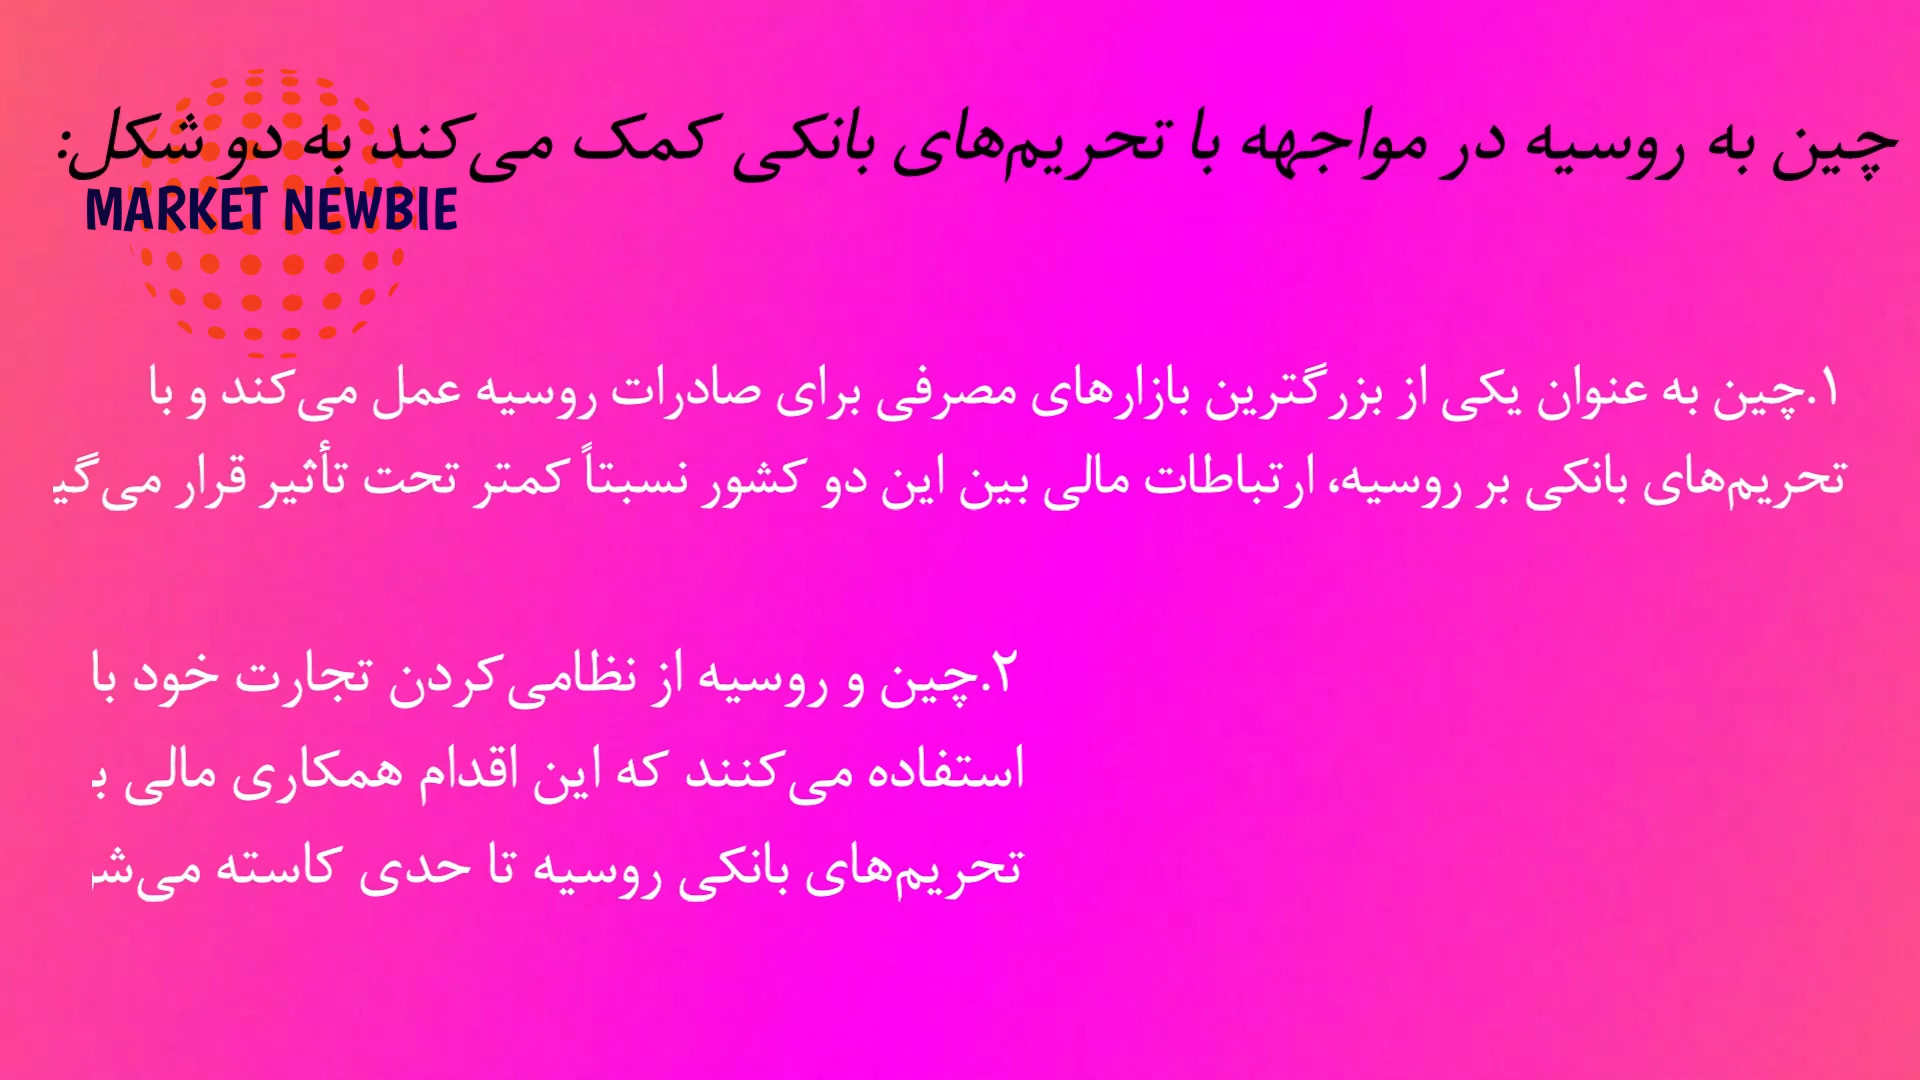 چین به روسیه در مواجهه با تحریم‌های بانکی کمک می‌کند به دو شکل:
MARKET NEWBIE
۱.چین به عنوان یکی از بزرگترین بازارهای مصرفی برای صادرات روسیه عمل می‌کند و با
تحریم‌های بانکی بر روسیه، ارتباطات مالی بین این دو کشور نسبتاً کمتر تحت تأثیر قرار
۲.چین و روسیه از نظامی‌کردن تجارت خود با
استفاده می‌کنند که این اقدام همکاری مالی
تحریم‌های بانکی روسیه تا حدی کاسته